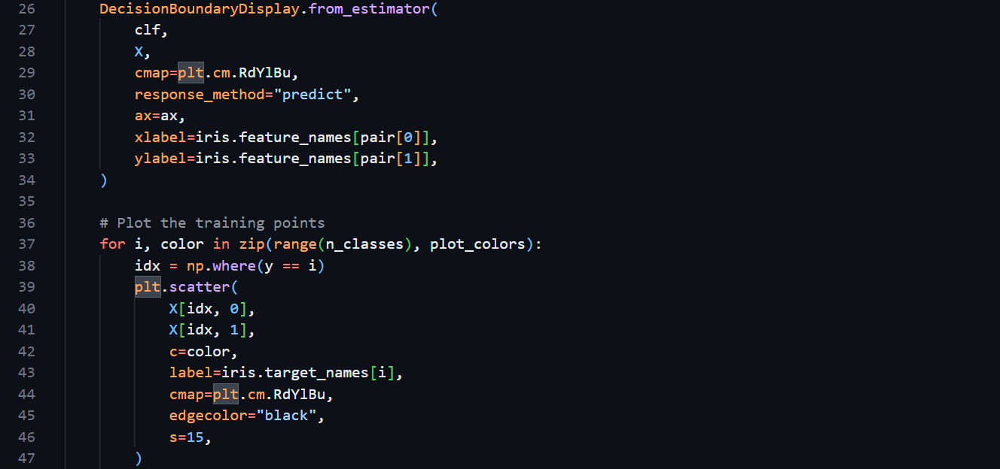 26 DecisionBoundaryDisplay.from_estimator(
27 clf,
28 X,
29 cmap=plt.cm.RdYlBu,
30 response_method="predict",
31 ax=ax,
32 xlabel=iris.feature_names[pair[0]],
33 ylabel=iris.feature_names[pair[1]],
34 )
35
36 # Plot the training points
37 for i, color in zip(range(n_classes), plot_colors):
38 idx = np.where(y == i)
39 plt.scatter(
40 X[idx, 0],
41 X[idx, 1],
42 c=color,
43 label=iris.target_names[i],
44 cmap=plt.cm.RdYlBu,
45 edgecolor="black",
46 s=15,
47 )